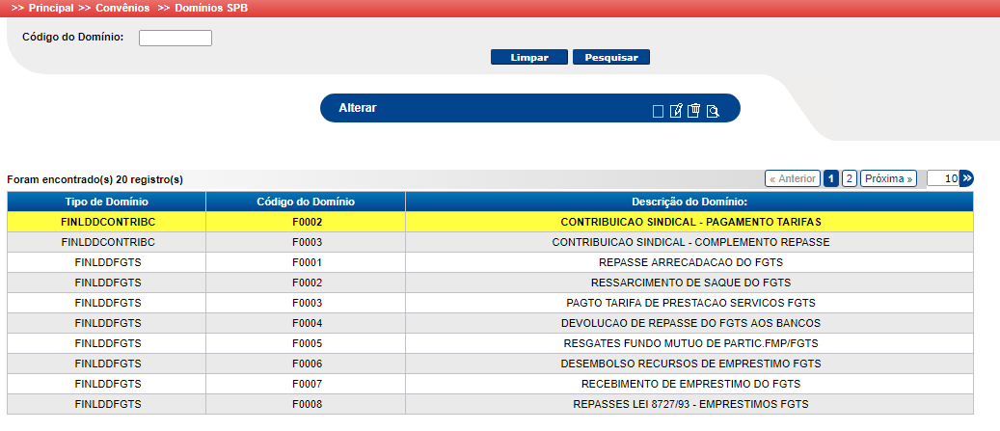 >> Principal >> Convênios >> Domínios SPB
Código do Domínio:
Limpar Pesquisar
Alterar
Foram encontrado(s) 20 registro(s) « Anterior 1 2 Próxima » 10 »
Tipo de Domínio Código do Domínio Descrição do Domínio:
FINLDDCONTRIBC F0002 CONTRIBUICAO SINDICAL - PAGAMENTO TARIFAS
FINLDDCONTRIBC F0003 CONTRIBUICAO SINDICAL - COMPLEMENTO REPASSE
FINLDDFGTS F0001 REPASSE ARRECADACAO DO FGTS
FINLDDFGTS F0002 RESSARCIMENTO DE SAQUE DO FGTS
FINLDDFGTS F0003 PAGTO TARIFA DE PRESTACAO SERVICOS FGTS
FINLDDFGTS F0004 DEVOLUCAO DE REPASSE DO FGTS AOS BANCOS
FINLDDFGTS F0005 RESGATES FUNDO MUTUO DE PARTIC.FMP/FGTS
FINLDDFGTS F0006 DESEMBOLSO RECURSOS DE EMPRESTIMO FGTS
FINLDDFGTS F0007 RECEBIMENTO DE EMPRESTIMO DO FGTS
FINLDDFGTS F0008 REPASSES LEI 8727/93 - EMPRESTIMOS FGTS